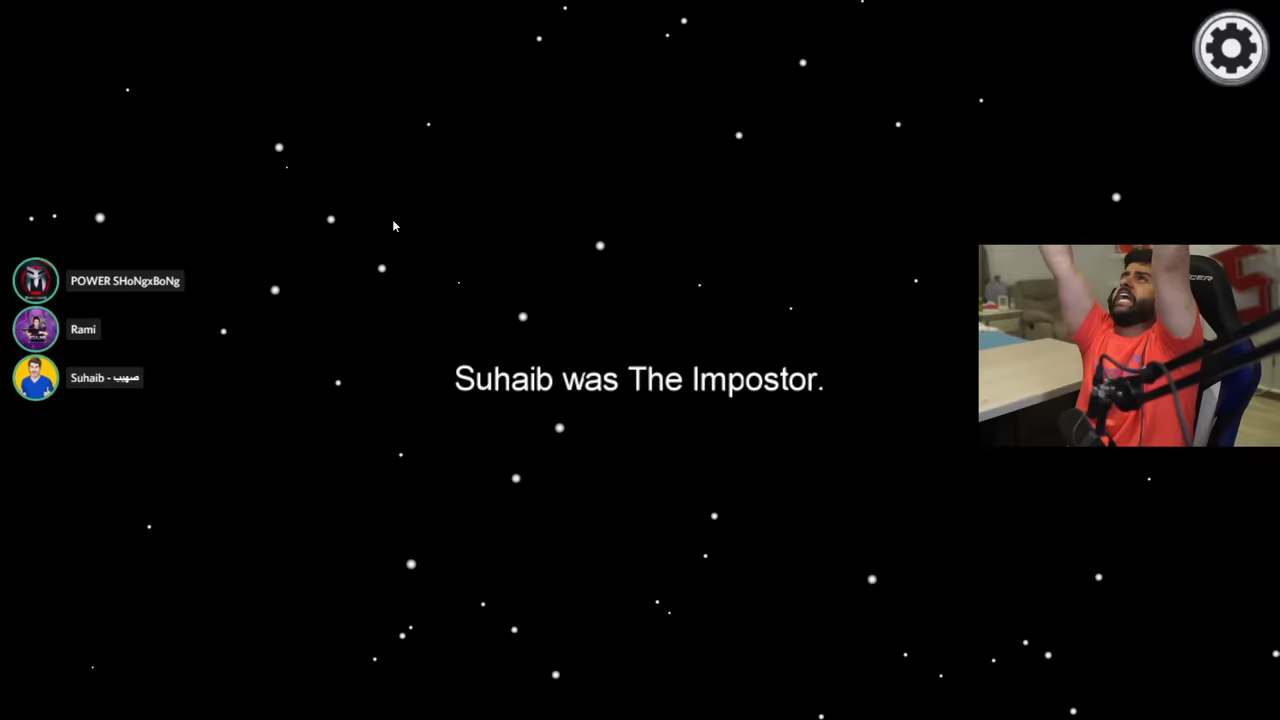 POWER SHoNgxBoNg
Rami
Suhaib - صهيب
Suhaib was The Impostor.